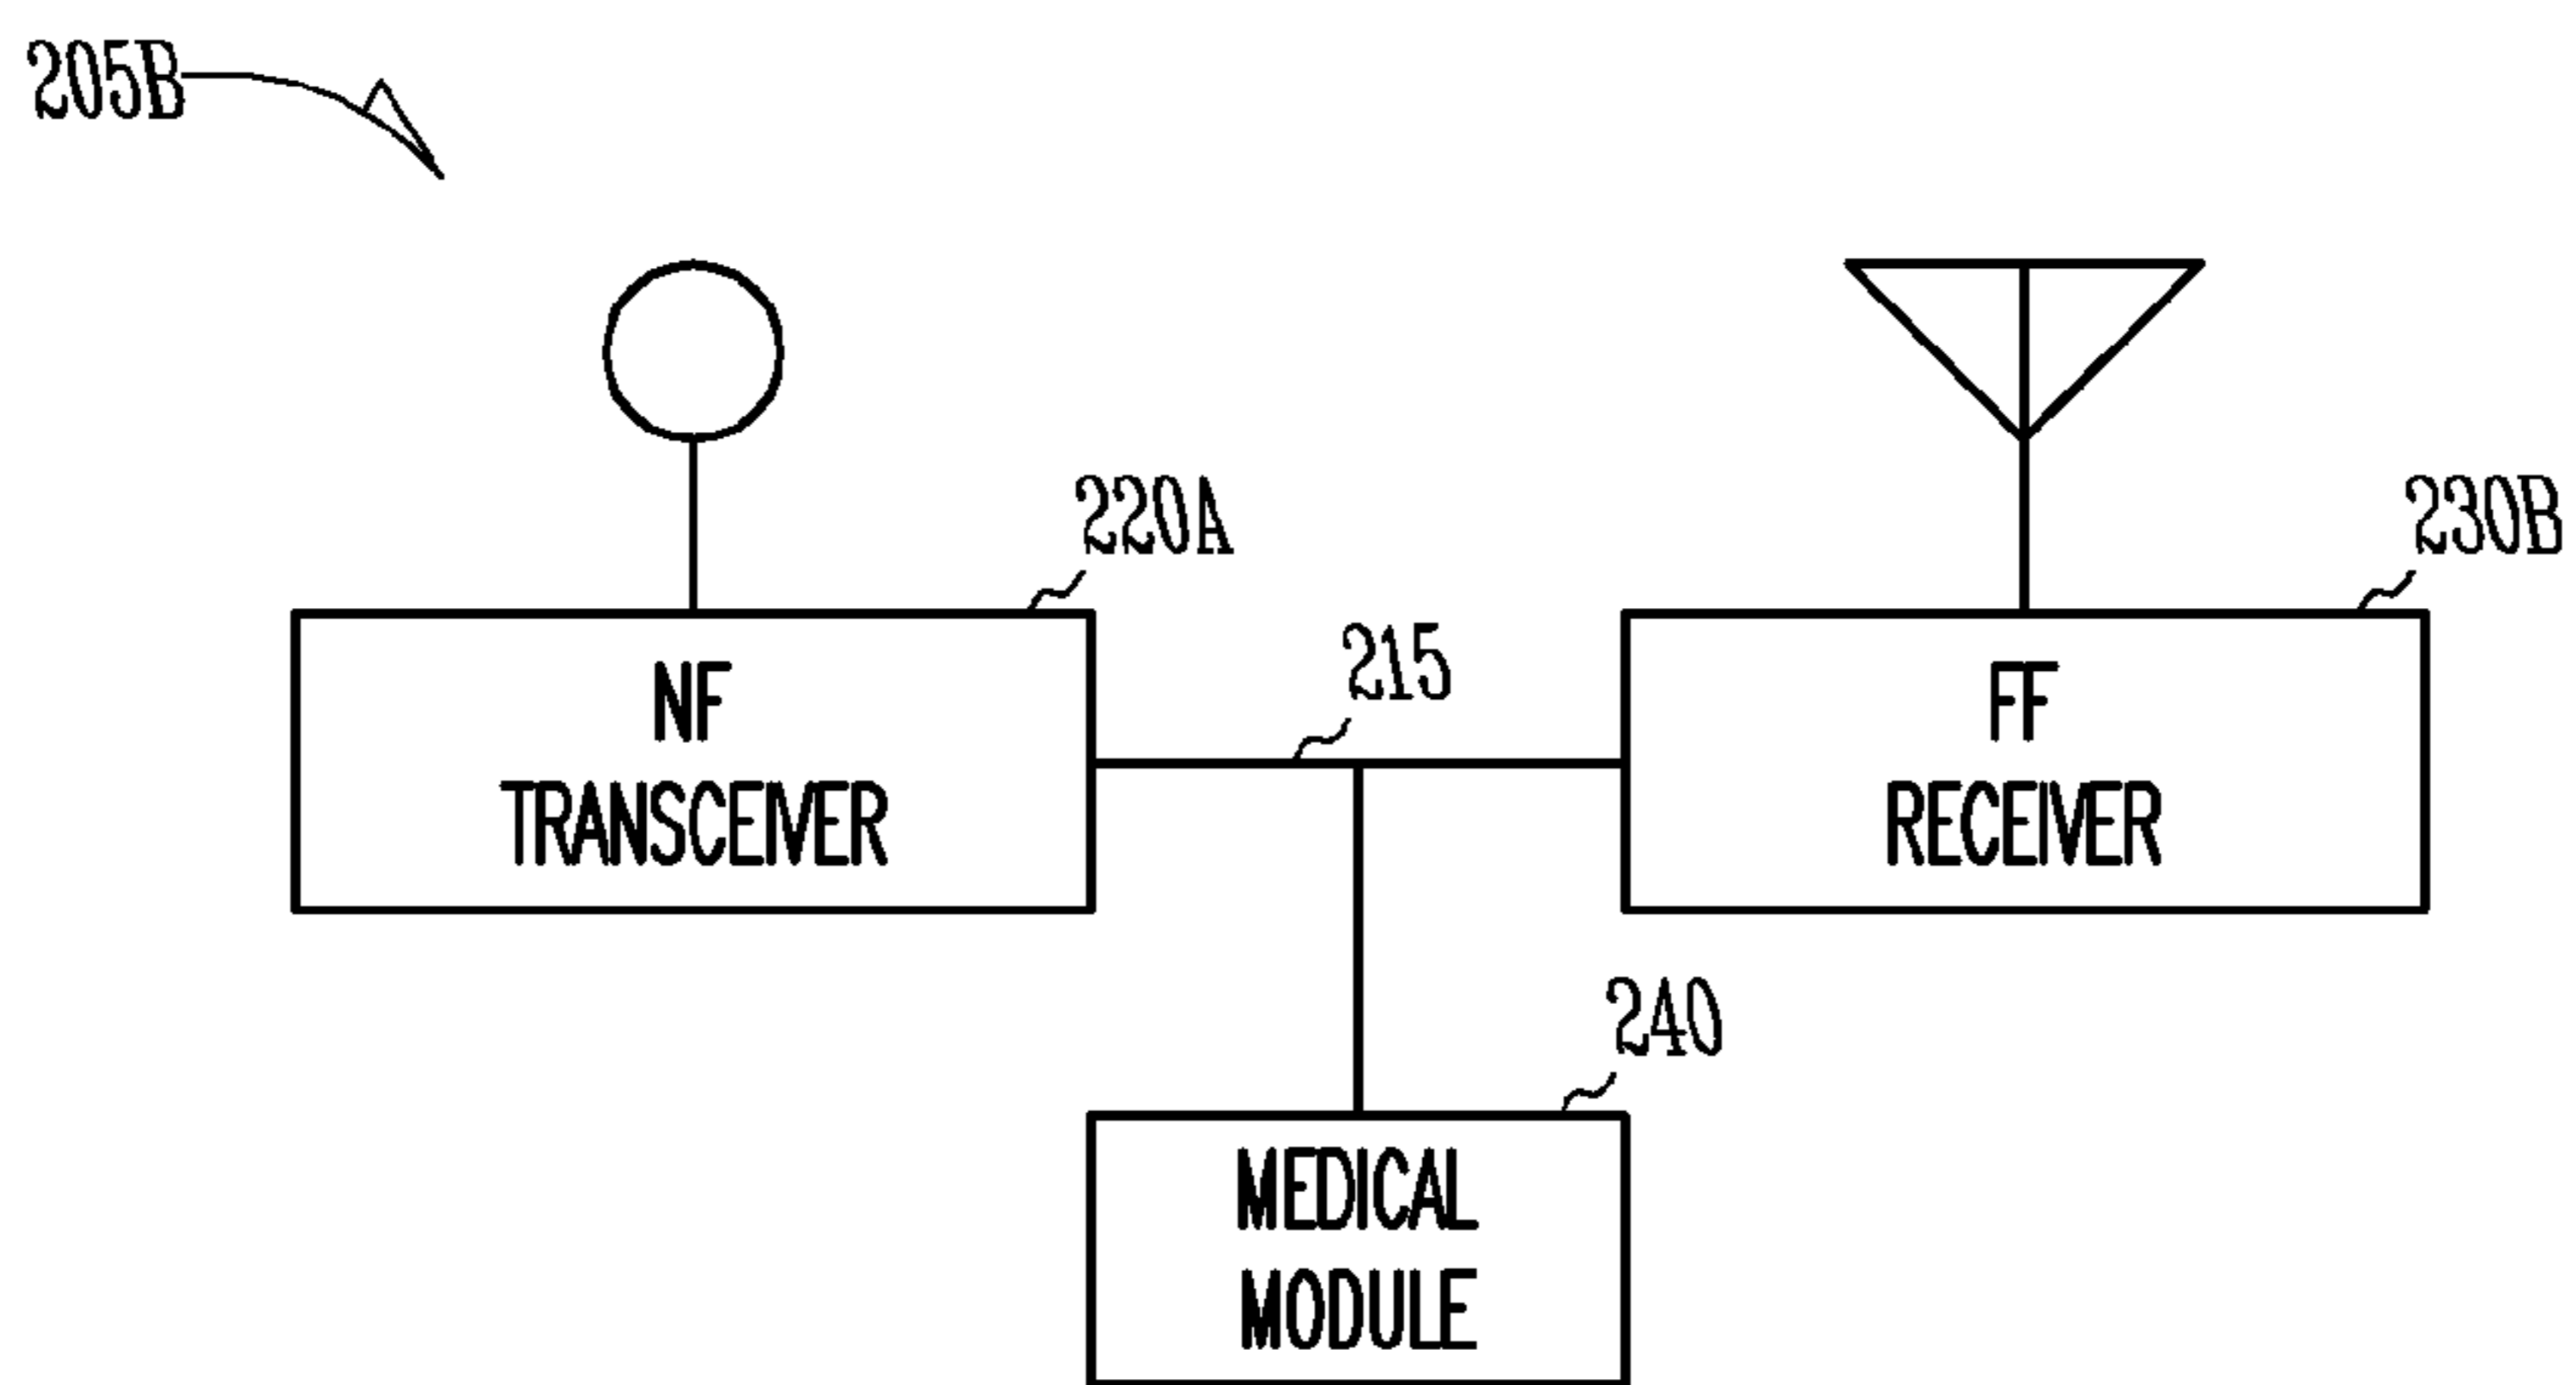 205B
220A
230B
NF
TRANSCEIVER
215
FF
RECEIVER
240
MEDICAL
MODULE